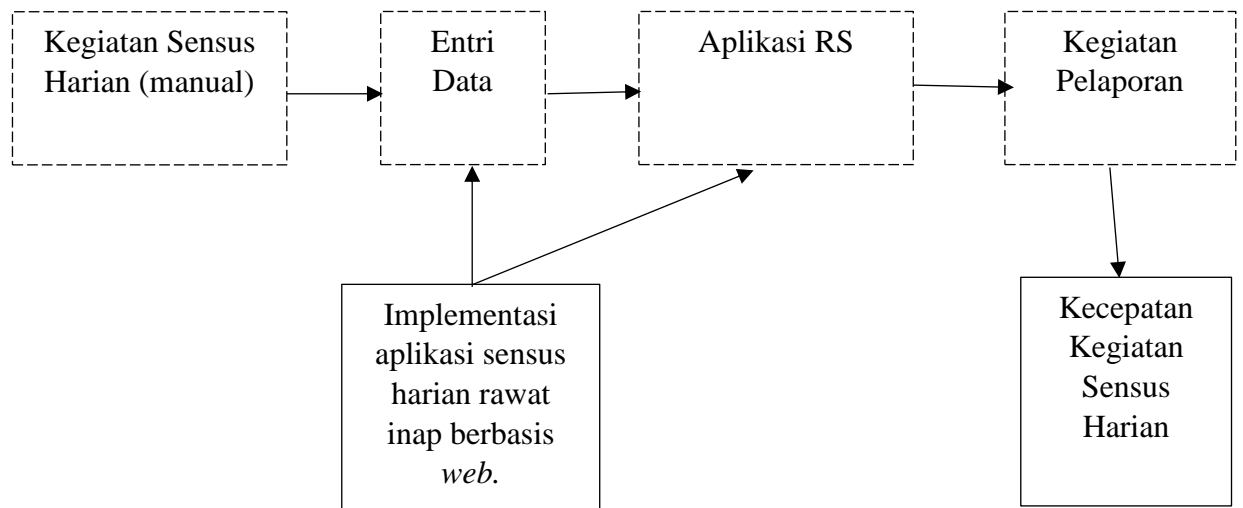 Kegiatan Sensus
Harian (manual)
Entri
Data
Aplikasi RS
Kegiatan
Pelaporan
Implementasi
aplikasi sensus
harian rawat
inap berbasis
web.
Kecepatan
Kegiatan
Sensus
Harian